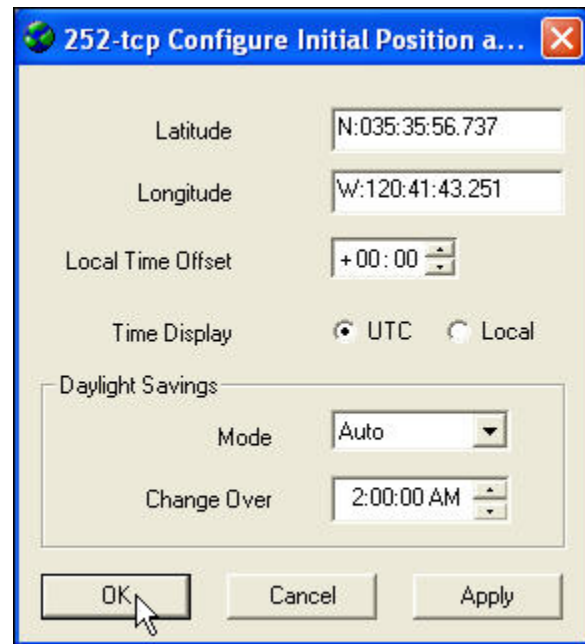 252-tcp Configure Initial Position a...
Latitude N:035:35:56.737
Longitude W:120:41:43.251
Local Time Offset +00:00
Time Display UTC Local
Daylight Savings
Mode Auto
Change Over 2:00:00 AM
OK Cancel Apply